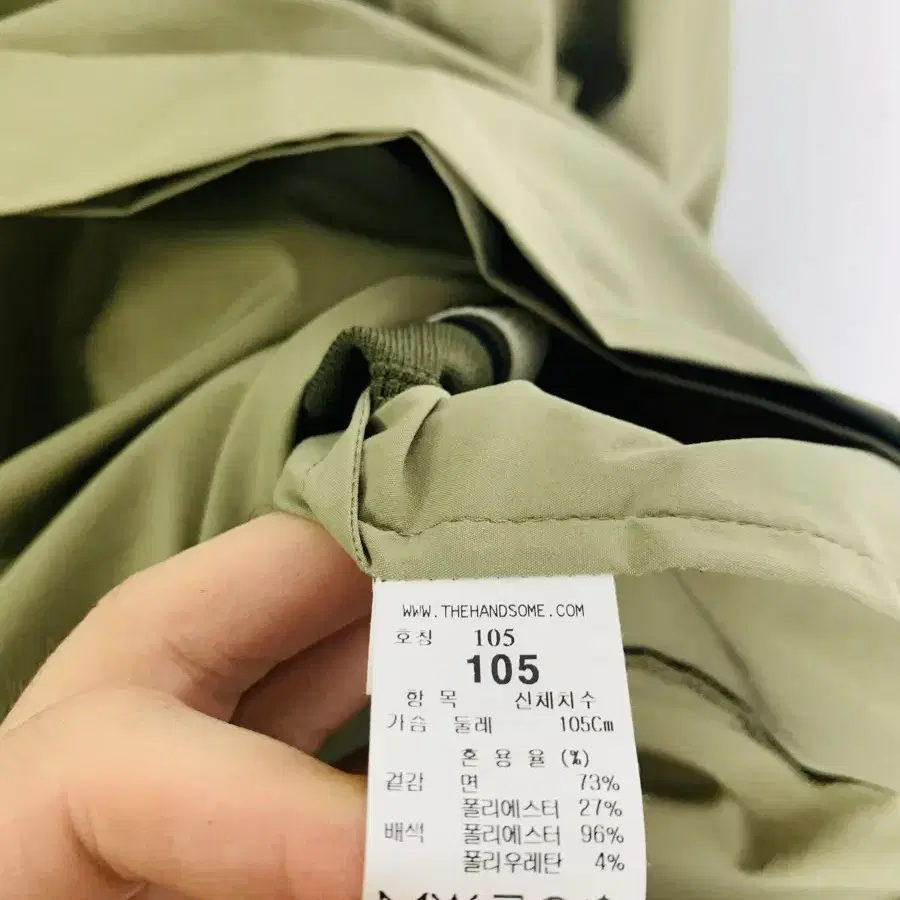 WWW.THEHANDSOME.COM
호칭 105
105
항 목 신체치수
가슴 둘레 105Cm
혼 용 율 (%)
겉감 면 73%
폴리에스터 27%
배색 폴리에스터 96%
폴리우레탄 4%